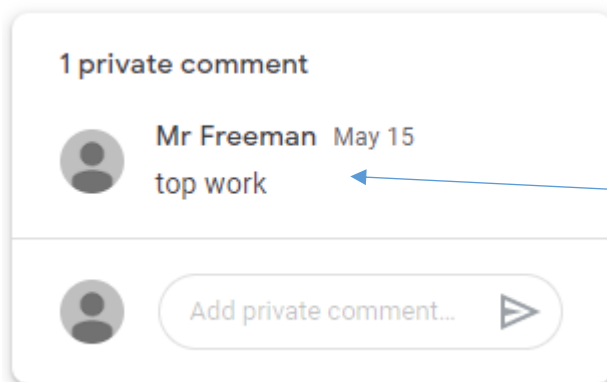 1 private comment
Mr Freeman May 15
top work
Add private comment...